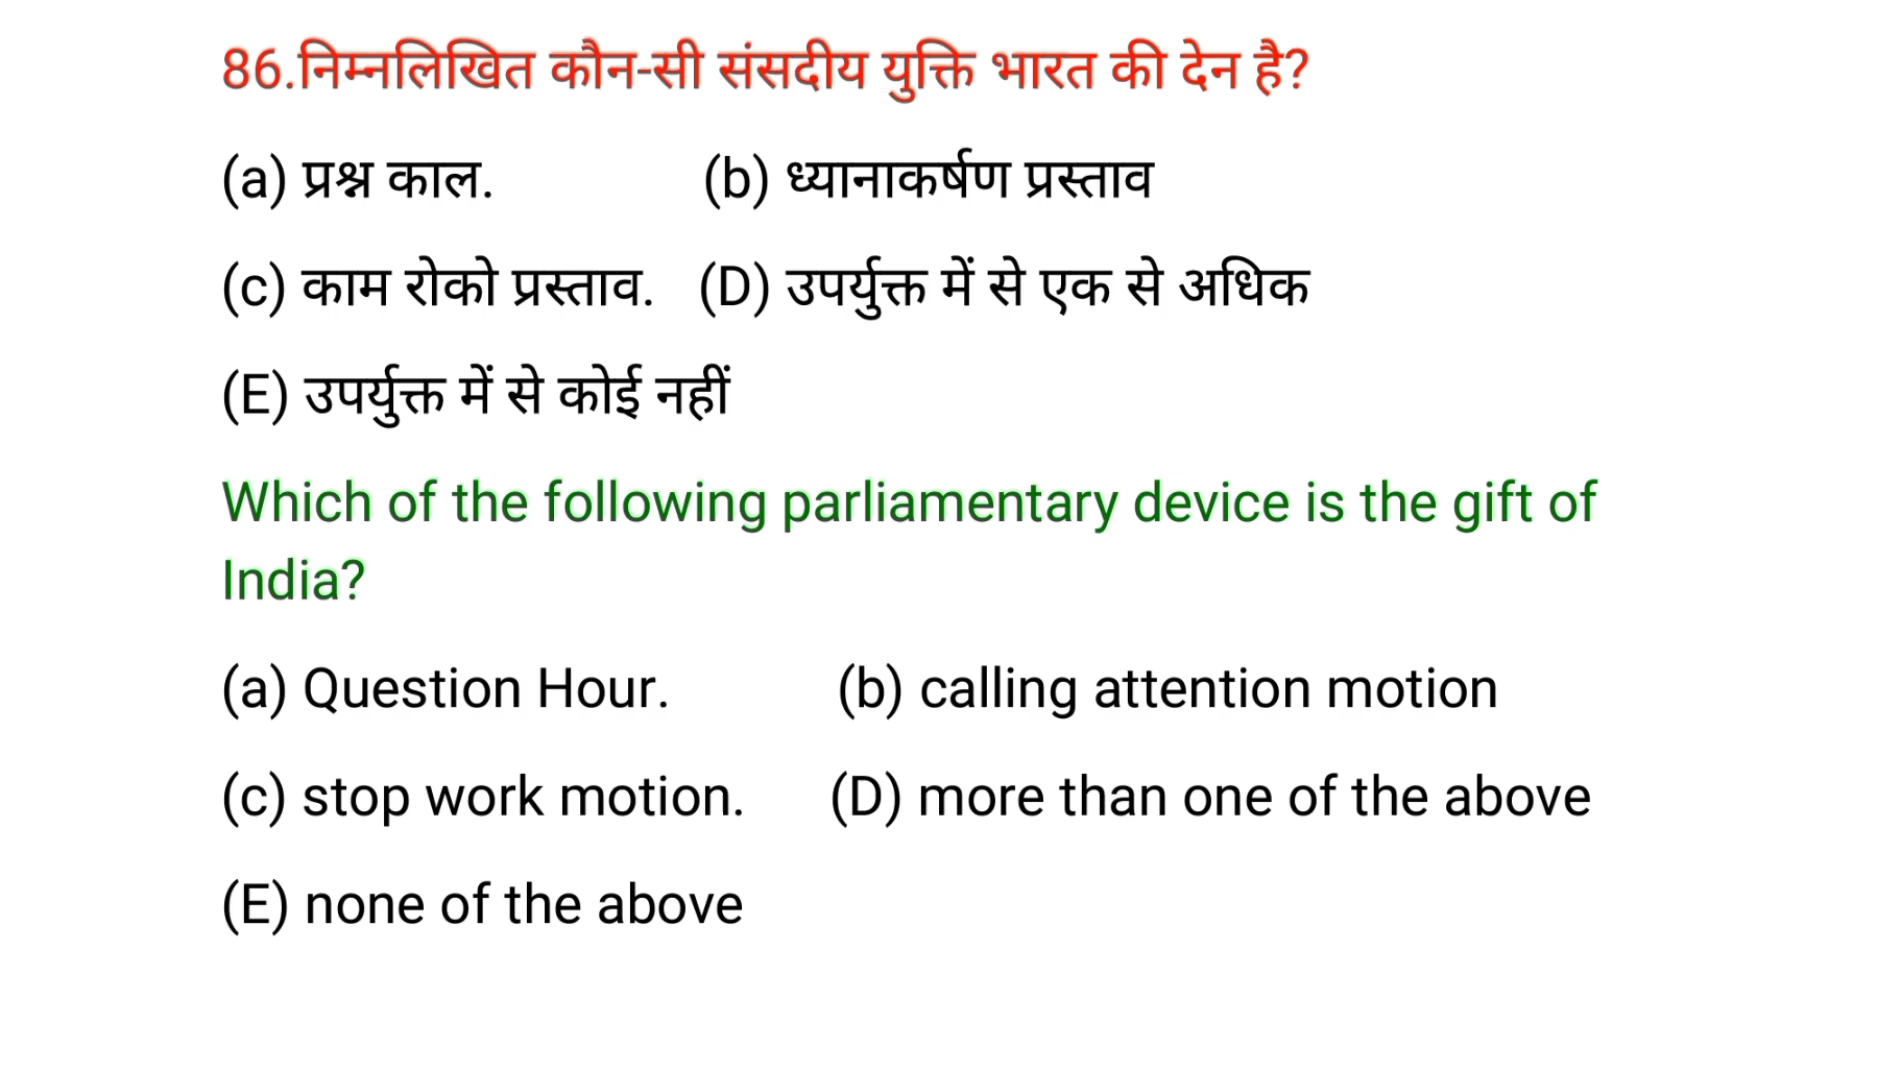 86.निम्नलिखित कौन-सी संसदीय युक्ति भारत की देन है?
(a) प्रश्न काल. (b) ध्यानाकर्षण प्रस्ताव
(c) काम रोको प्रस्ताव. (D) उपर्युक्त में से एक से अधिक
(E) उपर्युक्त में से कोई नहीं
Which of the following parliamentary device is the gift of
India?
(a) Question Hour. (b) calling attention motion
(c) stop work motion. (D) more than one of the above
(E) none of the above